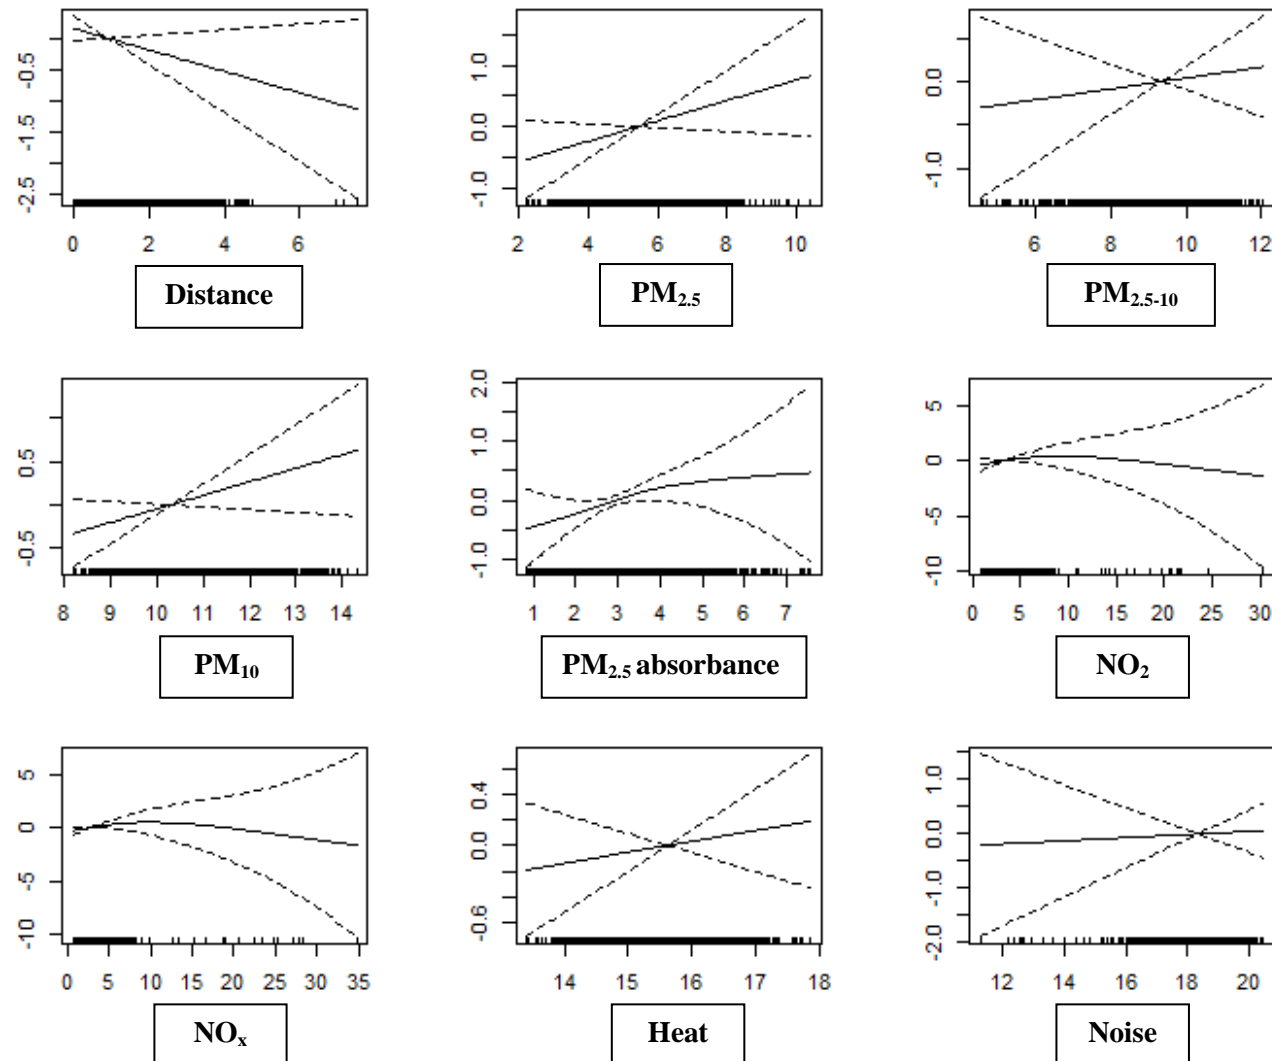 -0.5
-1.5
-2.5
0 2 4 6
Distance
1.0
0.0
-1.0
2 4 6 8 10
PM2.5
0.0
-1.0
6 8 10 12
PM2.5-10
0.5
-0.5
8 9 10 11 12 13 14
PM10
2.0
1.0
0.0
-1.0
1 2 3 4 5 6 7
PM2.5 absorbance
5
0
-5
-10
0 5 10 15 20 25 30
NO2
5
0
-5
-10
0 5 10 15 20 25 30 35
NOx
0.4
0.0
-0.6
14 15 16 17 18
Heat
1.0
0.0
-1.0
-2.0
12 14 16 18 20
Noise